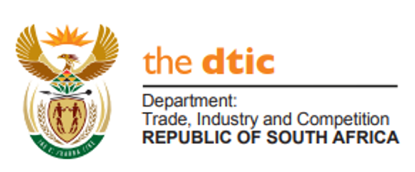 the dtic
Department:
Trade, Industry and Competition
REPUBLIC OF SOUTH AFRICA